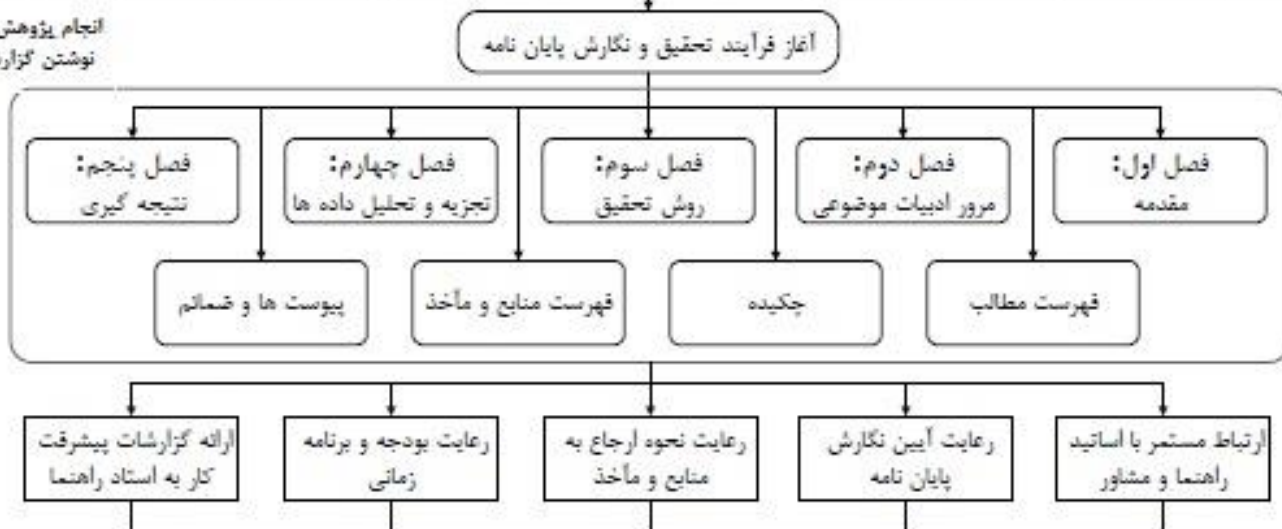 انجام پژوهش
نوشتن گزار
آغاز فرآیند تحقیق و نگارش پایان نامه
فصل اول:
مقدمه
فصل دوم:
مرور ادبیات موضوعی
فصل سوم:
روش تحقیق
فصل چهارم:
تجزیه و تحلیل داده ها
فصل پنجم:
نتیجه گیری
فهرست مطالب
چکیده
فهرست منابع و مآخذ
پیوست ها و ضمائم
ارتباط مستمر با اساتید
راهنما و مشاور
رعایت آیین نگارش
پایان نامه
رعایت نحوه ارجاع به
منابع و مآخذ
رعایت بودجه و برنامه
زمانی
ارائه گزارشات پیشرفت
کار به استاد راهنما